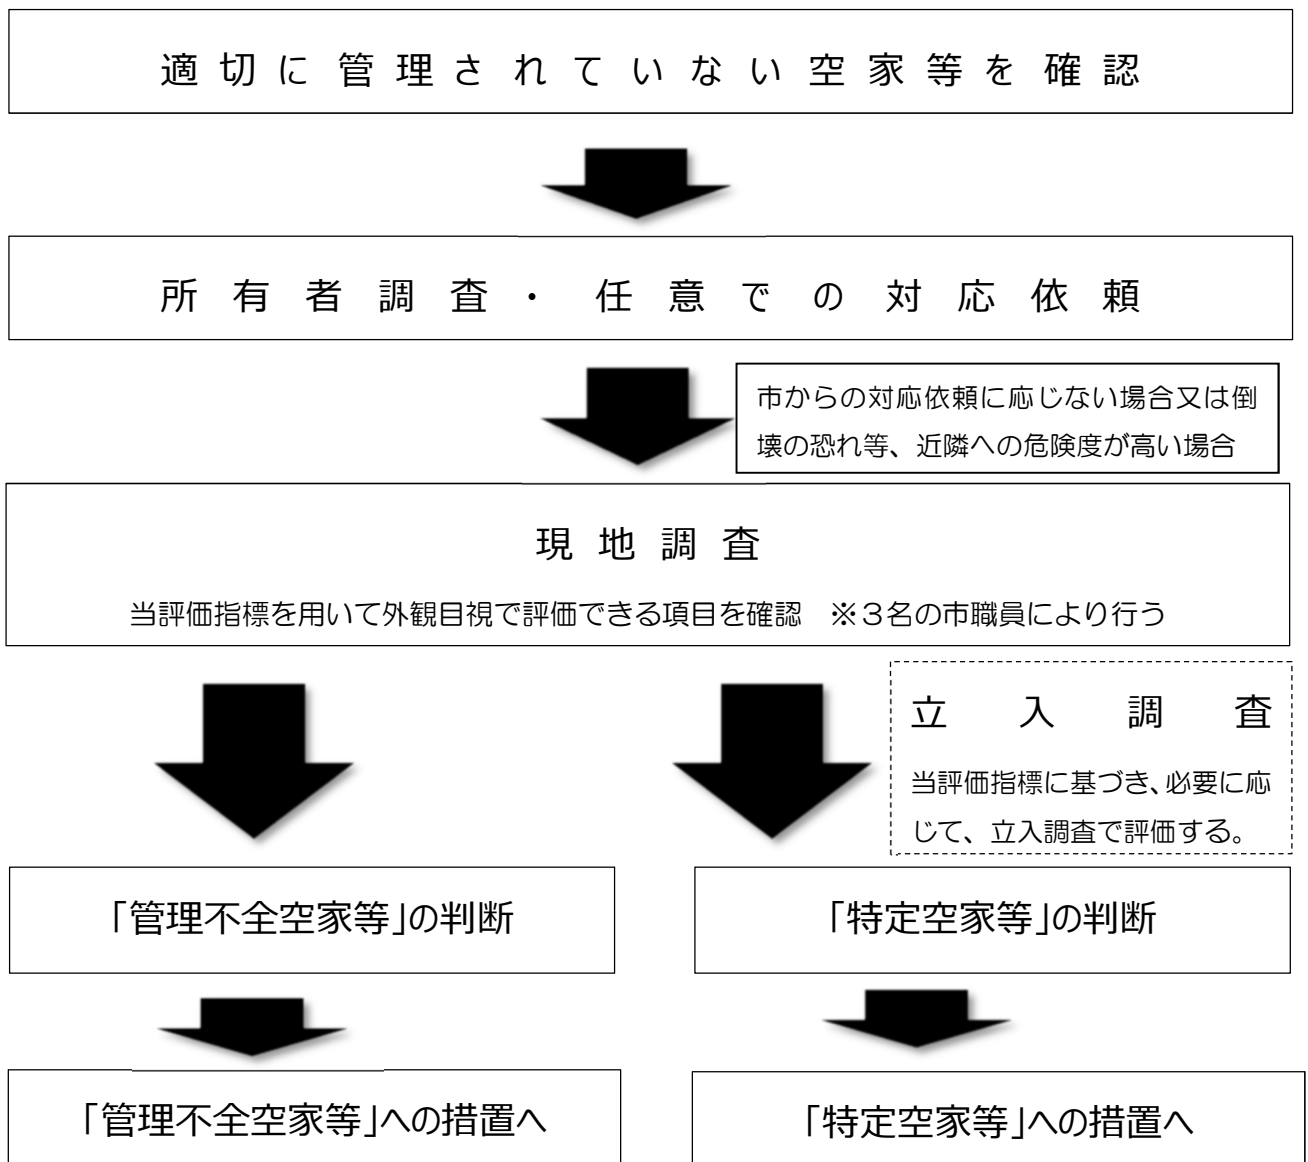 適切に管理されていない空家等を確認
所有者調査・任意での対応依頼
市からの対応依頼に応じない場合又は倒
壊の恐れ等、近隣への危険度が高い場合
現地調査
当評価指標を用いて外観目視で評価できる項目を確認　※３名の市職員により行う
立入調査
当評価指標に基づき、必要に応
じて、立入調査で評価する。
「管理不全空家等」の判断
「特定空家等」の判断
「管理不全空家等」への措置へ
「特定空家等」への措置へ